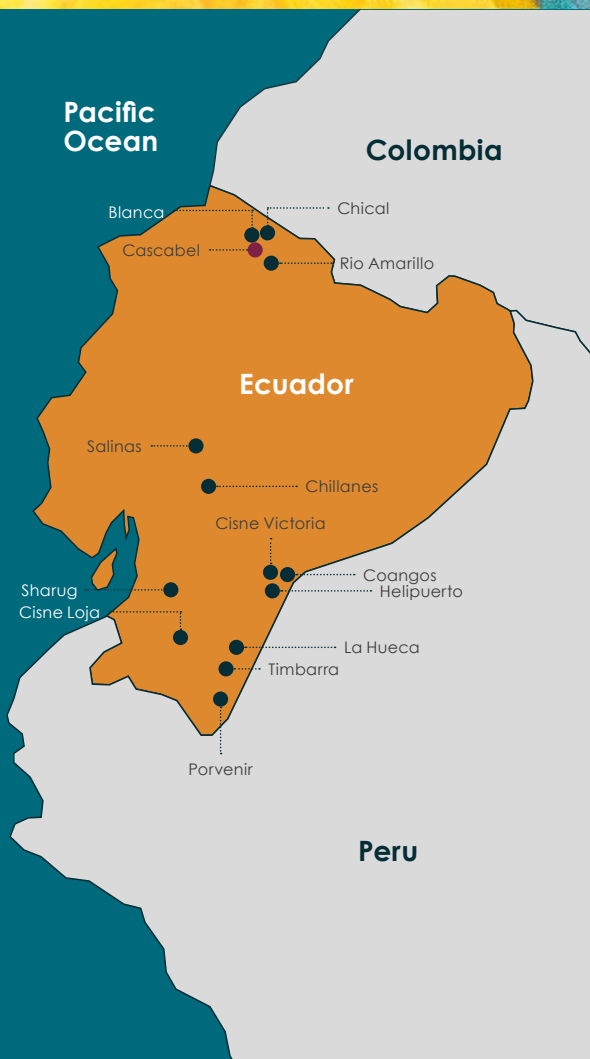 Pacific
Ocean
Colombia
Blanca
Chical
Cascabel
Rio Amarillo
Ecuador
Salinas
Chillanes
Cisne Victoria
Coangos
Sharug
Helipuerto
Cisne Loja
La Hueca
Timbarra
Porvenir
Peru